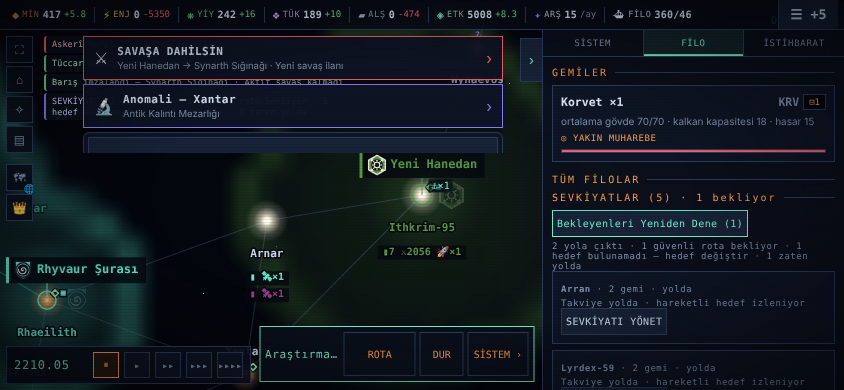 MİN 417 +5.8 ENJ 0 -5350 YİY 242 +16 TÜK 189 +10 ALŞ 0 -474 ETK 5008 +8.3 ARŞ 15 /ay FİLO 360/46 ☰ +5
SİSTEM FİLO İSTİHBARAT
SAVAŞA DAHİLSİN
Yeni Hanedan → Synarth Sığınağı · Yeni savaş ilanı
Anomali — Xantar
Antik Kalıntı Mezarlığı
Yeni Hanedan
Ithkrim-95
7 2056 ×1
Arnar
×1
×1
Rhyvaur Şurası
Rhaeilith
2210.05
Araştırma…
ROTA
DUR
SİSTEM ›
GEMİLER
Korvet ×1 KRV 1
ortalama gövde 70/70 · kalkan kapasitesi 18 · hasar 15
◎ YAKIN MUHAREBE
TÜM FİLOLAR
SEVKİYATLAR (5) · 1 bekliyor
Bekleyenleri Yeniden Dene (1)
2 yola çıktı · 1 güvenli rota bekliyor · 1
hedef bulunamadı — hedef değiştir · 1 zaten
yolda
Arran · 2 gemi · yolda
Takviye yolda · hareketli hedef izleniyor
SEVKİYATI YÖNET
Lyrdex-59 · 2 gemi · yolda
Takviye yolda · hareketli hedef izleniyor